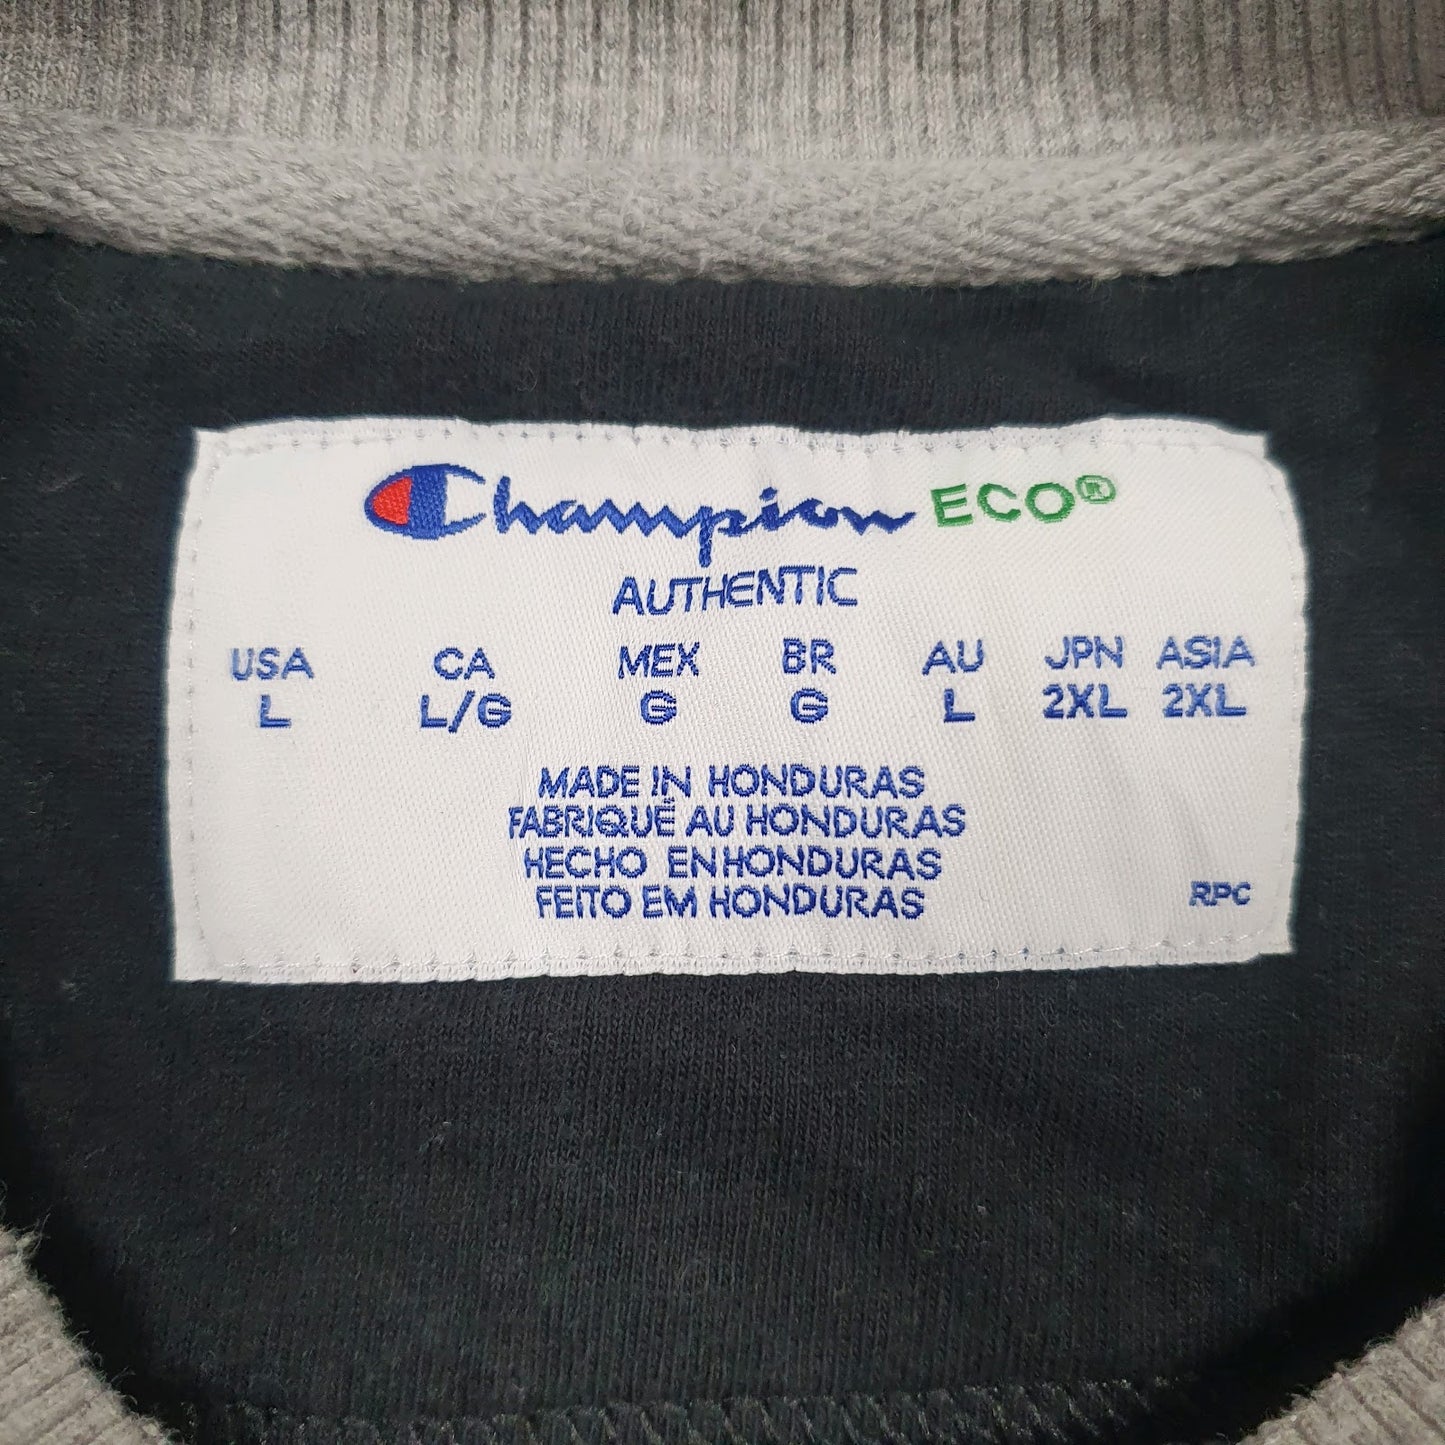 Champion ECO®
AUTHENTIC
USA CA MEX BR AU JPN ASIA
L L/G G G L 2XL 2XL
MADE IN HONDURAS
FABRIQUÉ AU HONDURAS
HECHO EN HONDURAS
FEITO EM HONDURAS
RPC